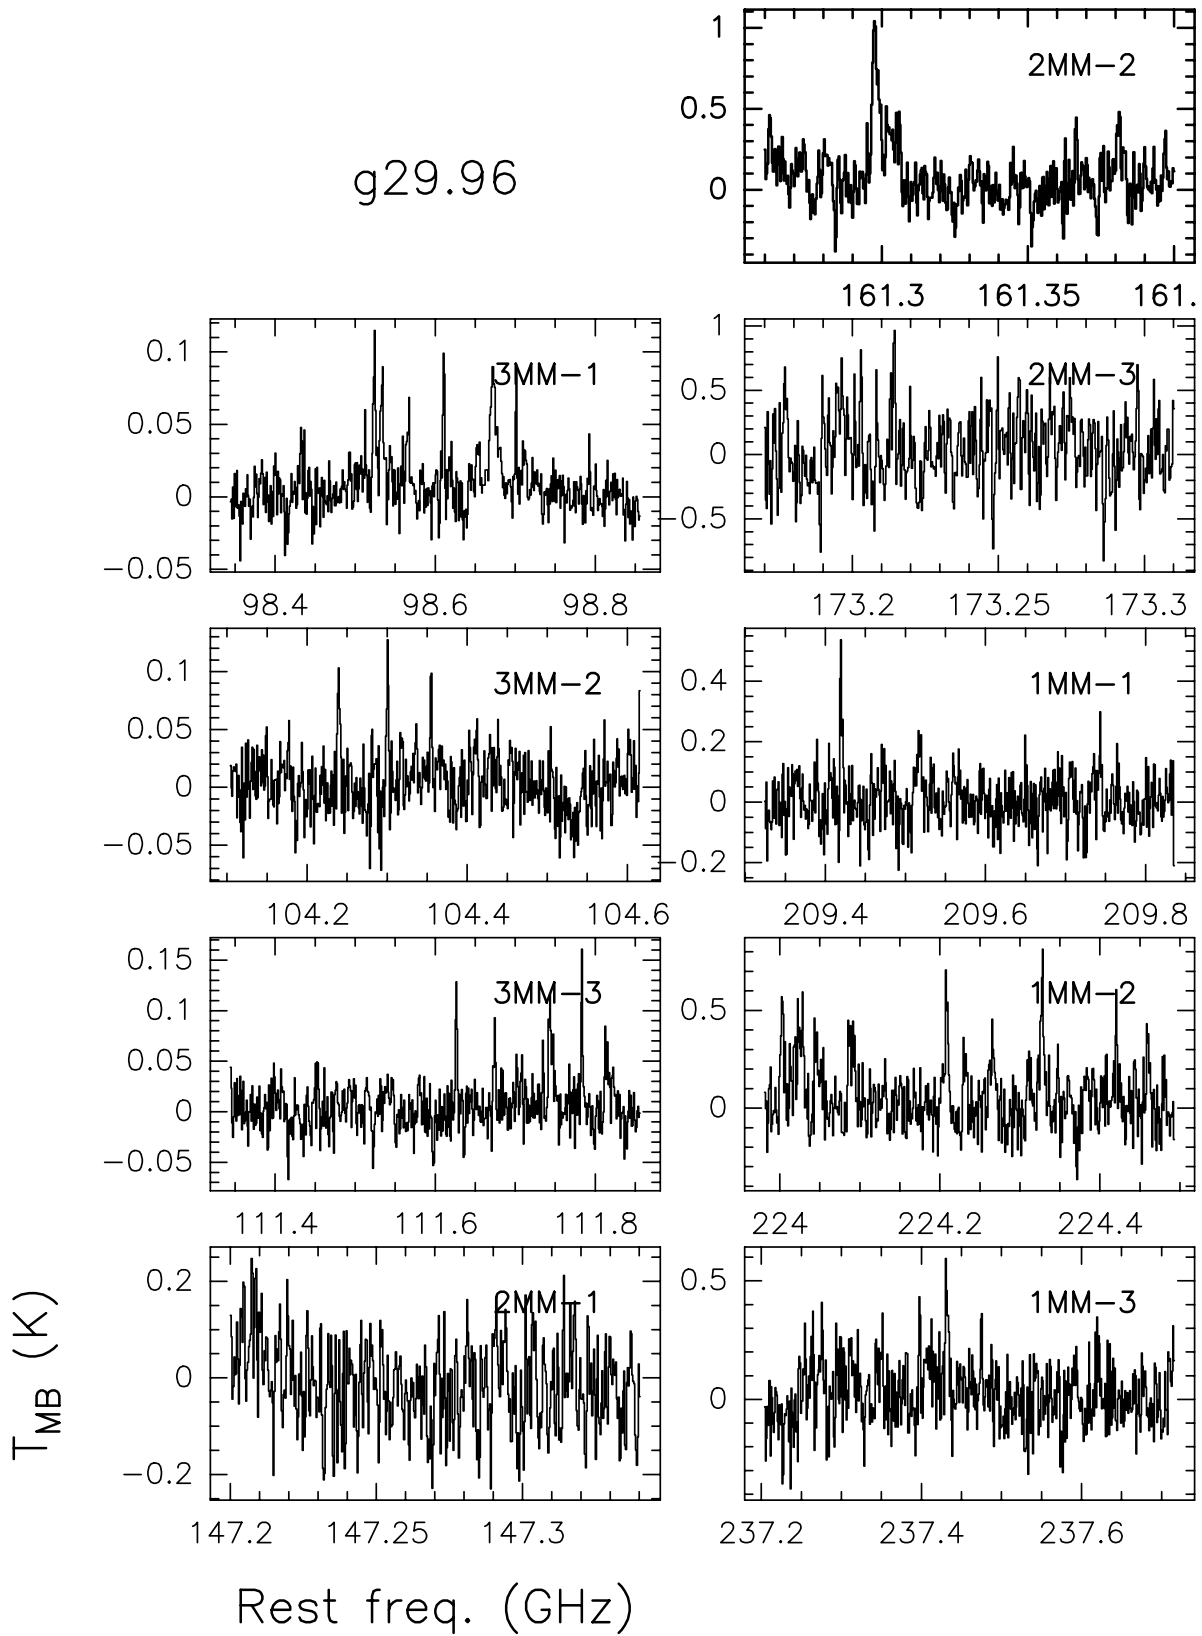 g29.96
2MM-2
1
0.5
0
161.3 161.35 161.
3MM-1
0.1
0.05
0
-0.05
98.4 98.6 98.8
2MM-3
1
0.5
0
-0.5
173.2 173.25 173.3
3MM-2
0.1
0.05
0
-0.05
104.2 104.4 104.6
1MM-1
0.4
0.2
0
-0.2
209.4 209.6 209.8
3MM-3
0.15
0.1
0.05
0
-0.05
111.4 111.6 111.8
1MM-2
0.5
0
224 224.2 224.4
2MM-1
0.2
0
-0.2
147.2 147.25 147.3
1MM-3
0.5
0
237.2 237.4 237.6
T_MB (K)
Rest freq. (GHz)